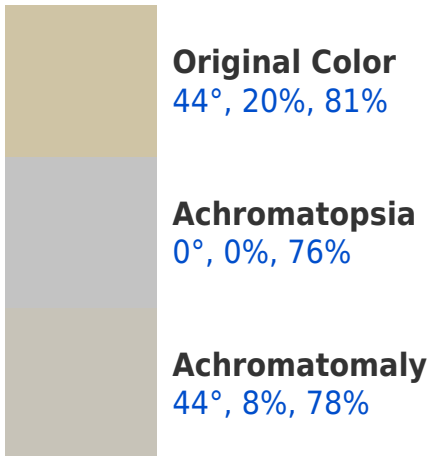 Original Color
44°, 20%, 81%
Achromatopsia
0°, 0%, 76%
Achromatomaly
44°, 8%, 78%